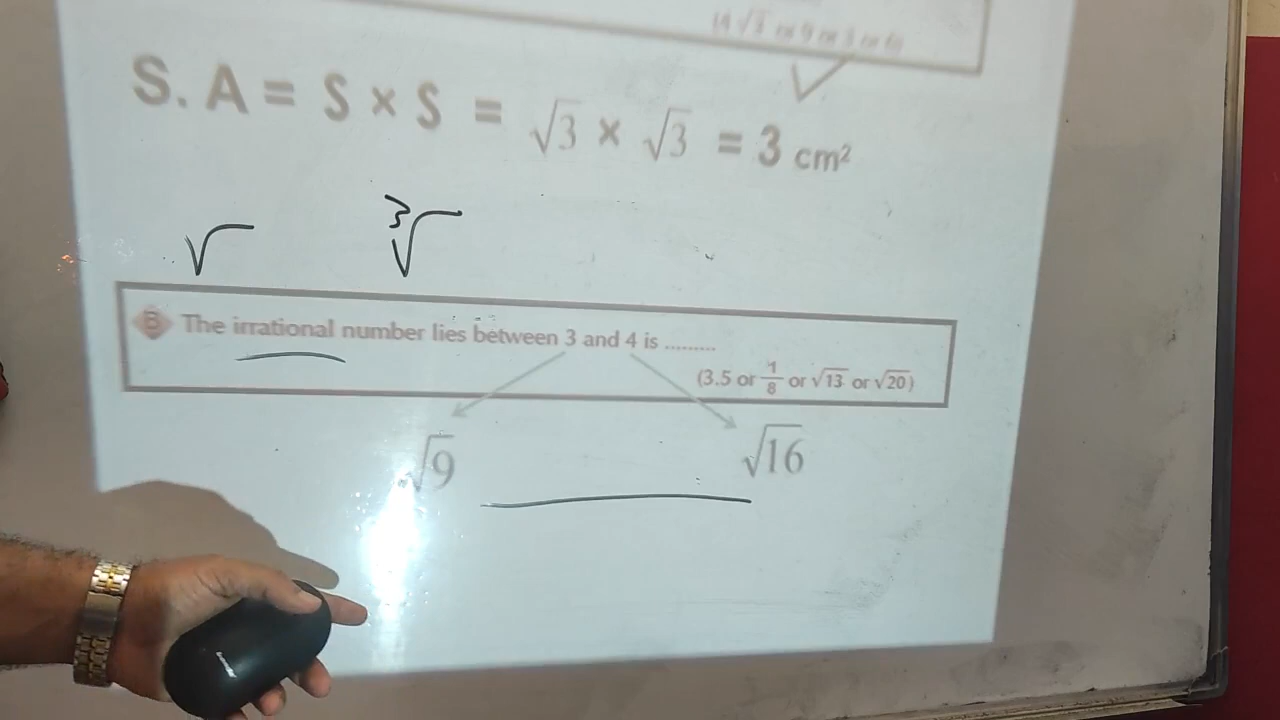 S. A = S × S = √3 × √3 = 3 cm²
√ ³√
B The irrational number lies between 3 and 4 is .........
(3.5 or 1/8 or √13 or √20)
√9 √16